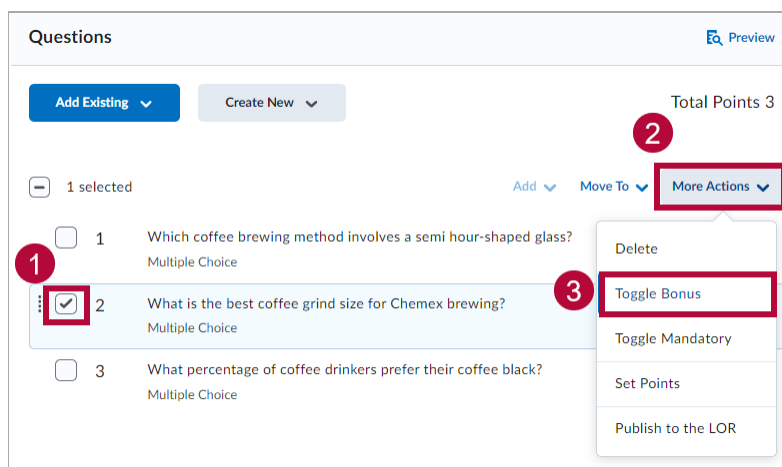 Questions
Preview
Add Existing
Create New
Total Points 3
2
1 selected
Add
Move To
More Actions
1
Which coffee brewing method involves a semi hour-shaped glass?
Multiple Choice
Delete
1
2
What is the best coffee grind size for Chemex brewing?
Multiple Choice
3
Toggle Bonus
Toggle Mandatory
3
What percentage of coffee drinkers prefer their coffee black?
Multiple Choice
Set Points
Publish to the LOR